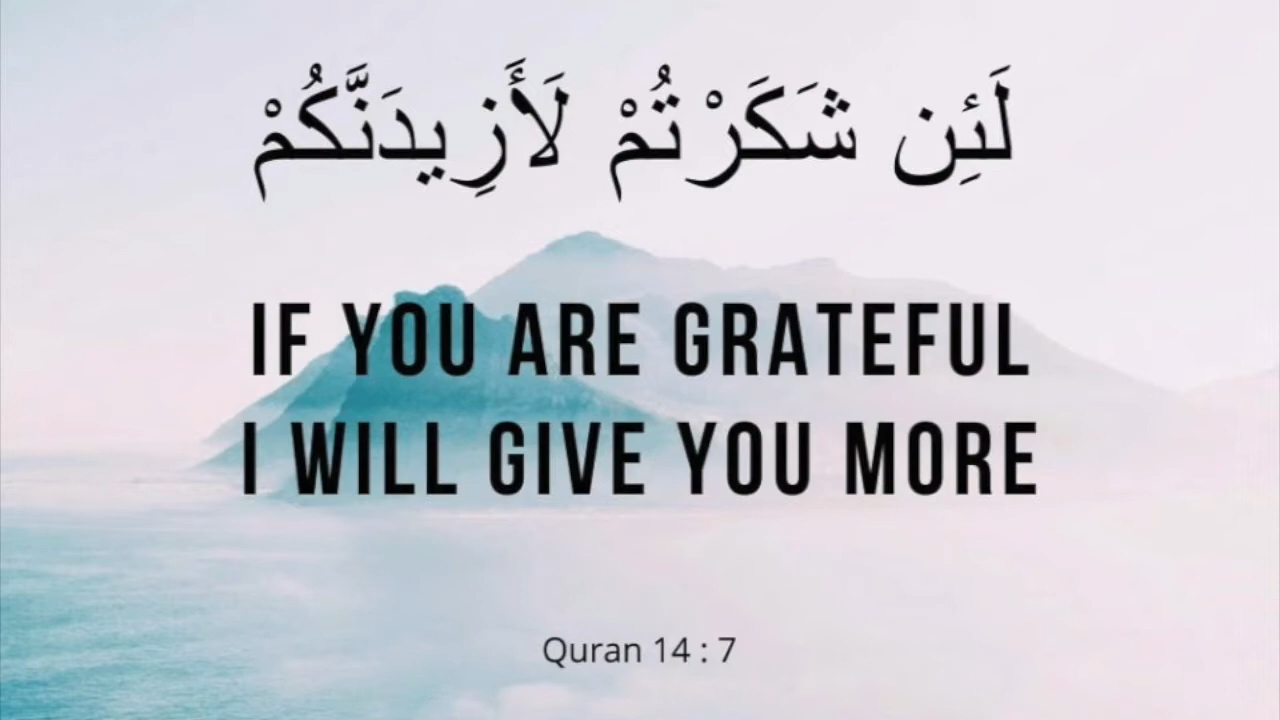 لَئِن شَكَرْتُمْ لَأَزِيدَنَّكُمْ
IF YOU ARE GRATEFUL
I WILL GIVE YOU MORE
Quran 14 : 7